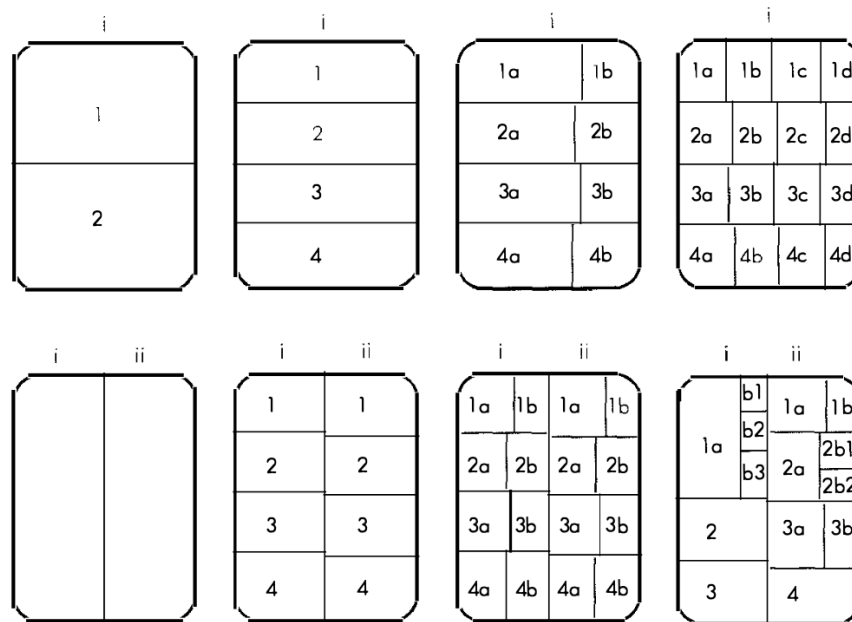 i i i i
1 1 1a 1b 1a 1b 1c 1d
2 2a 2b 2a 2b 2c 2d
2 3 3a 3b 3a 3b 3c 3d
4 4a 4b 4a 4b 4c 4d
i ii i ii i ii i ii
1 1 1a 1b 1a 1b b1 1a 1b
1a b2
2 2 2a 2b 2a 2b b3 2a 2b1
2b2
3 3 3a 3b 3a 3b 2 3a 3b
4 4 4a 4b 4a 4b 3 4